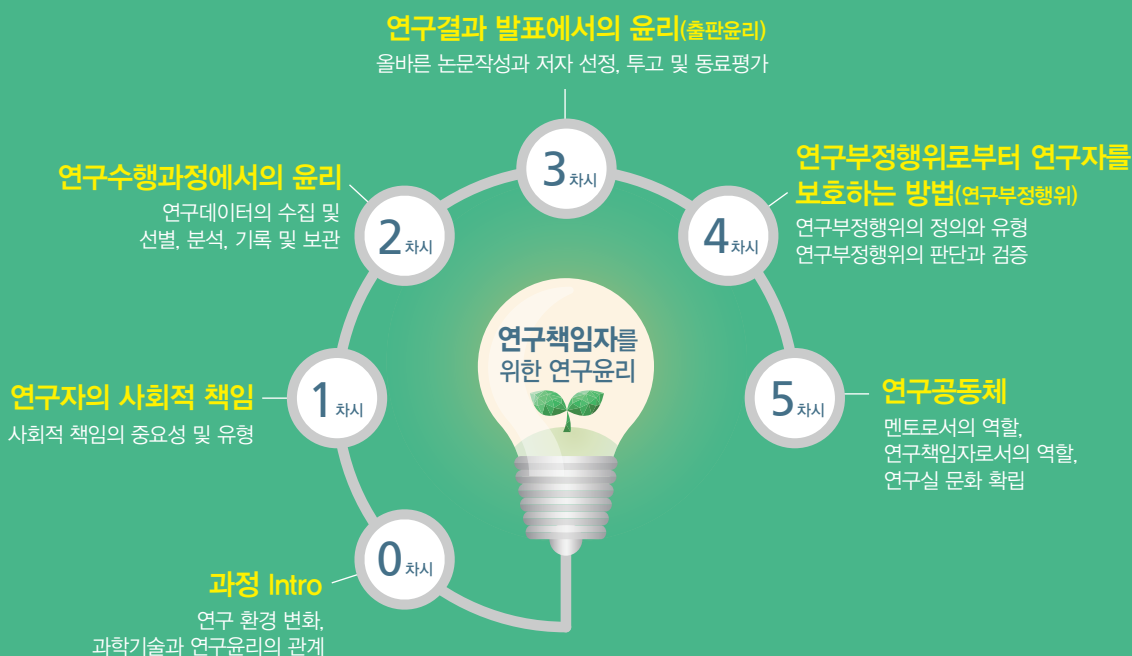 연구결과 발표에서의 윤리(출판윤리)
올바른 논문작성과 저자 선정, 투고 및 동료평가
3차시
연구수행과정에서의 윤리
연구데이터의 수집 및
선별, 분석, 기록 및 보관
2차시
연구부정행위로부터 연구자를
보호하는 방법(연구부정행위)
연구부정행위의 정의와 유형
연구부정행위의 판단과 검증
4차시
연구책임자를
위한 연구윤리
연구자의 사회적 책임
사회적 책임의 중요성 및 유형
1차시
5차시
연구공동체
멘토로서의 역할,
연구책임자로서의 역할,
연구실 문화 확립
0차시
과정 Intro
연구 환경 변화,
과학기술과 연구윤리의 관계